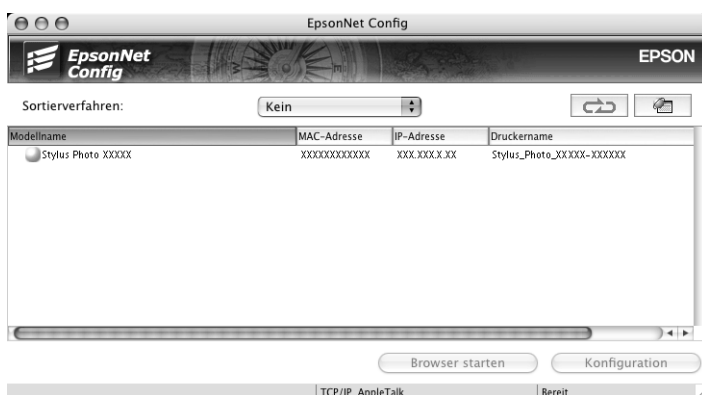 EpsonNet Config
EpsonNet
Config
EPSON
Sortierverfahren:
Kein
Modellname MAC-Adresse IP-Adresse Druckername
Stylus Photo XXXXX XXXXXXXXXXXX XXX.XXX.X.XX Stylus_Photo_XXXXX-XXXXXX
Browser starten Konfiguration
TCP/IP AppleTalk Bereit